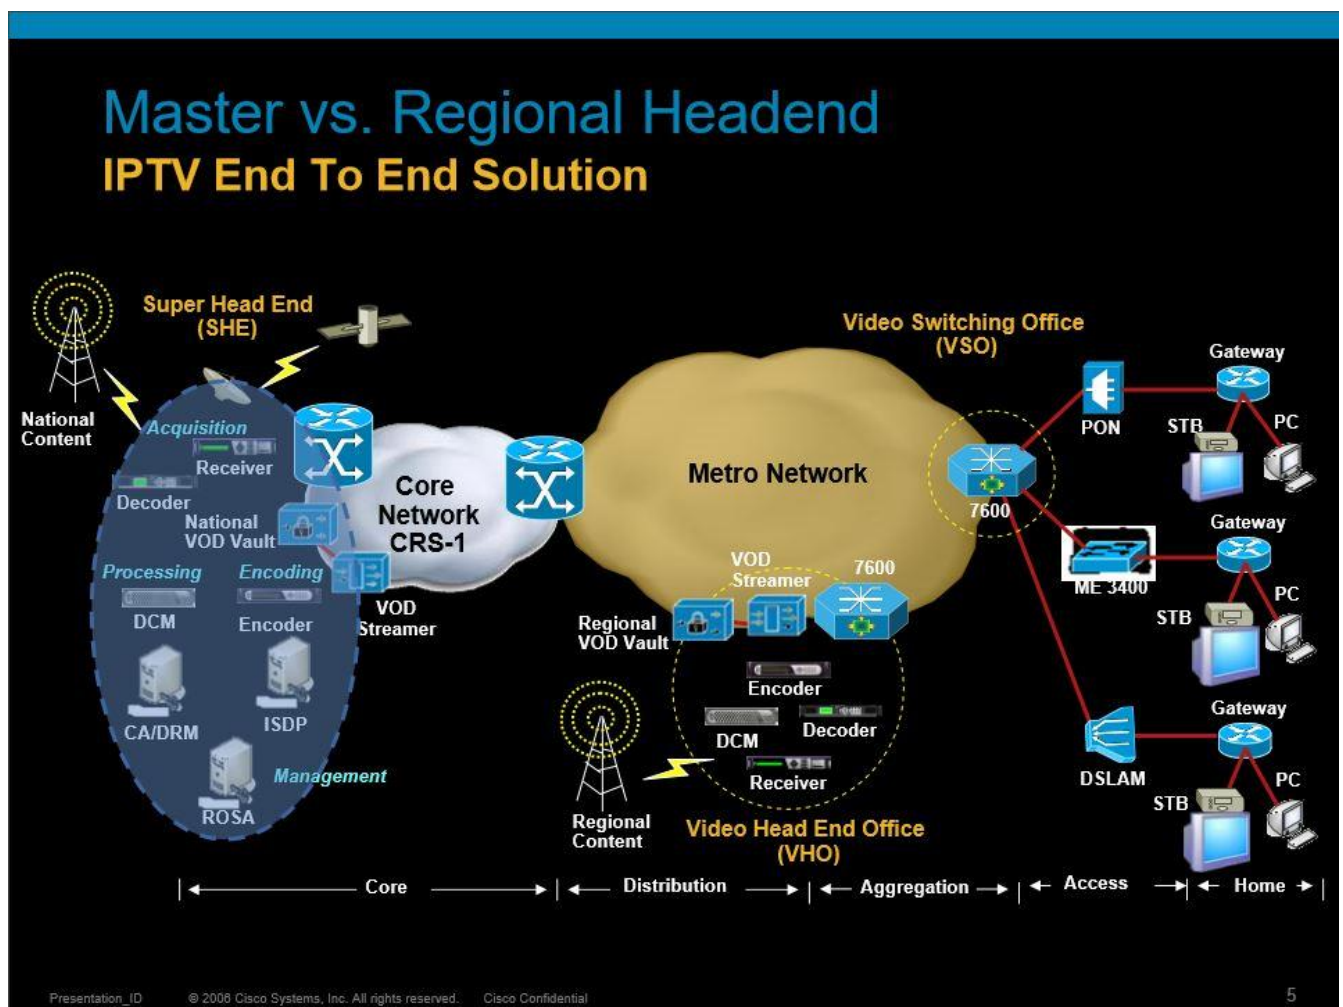 Master vs. Regional Headend
IPTV End To End Solution
Super Head End
(SHE)
National
Content
Acquisition
Receiver
Decoder
National
VOD Vault
Processing
Encoding
DCM
Encoder
VOD
Streamer
CA/DRM
ISDP
ROSA
Management
Core
Network
CRS-1
Metro Network
VOD
Streamer
7600
Regional
VOD Vault
Encoder
DCM
Decoder
Receiver
Regional
Content
Video Head End Office
(VHO)
Video Switching Office
(VSO)
7600
PON
Gateway
STB
PC
ME 3400
Gateway
STB
PC
DSLAM
Gateway
STB
PC
Core
Distribution
Aggregation
Access
Home
Presentation_ID
© 2006 Cisco Systems, Inc. All rights reserved.
Cisco Confidential
5